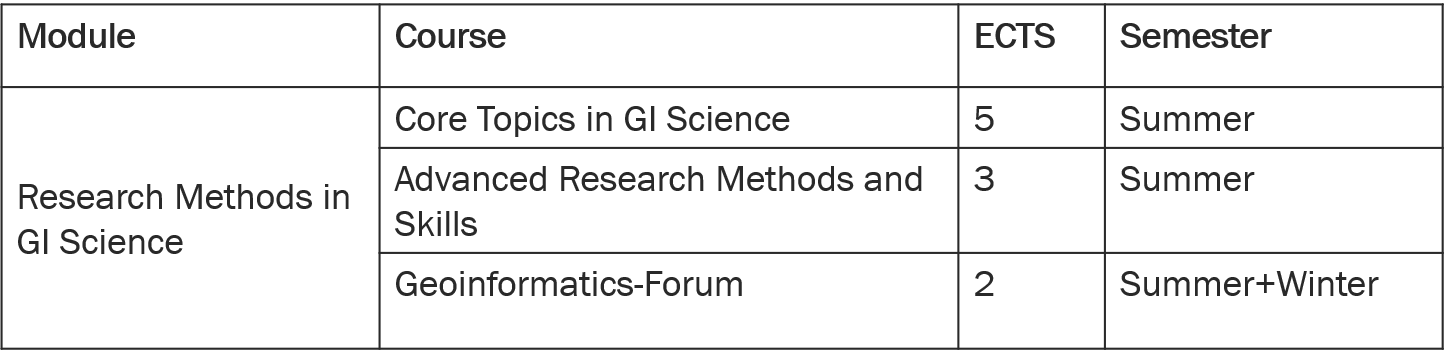 Module Course ECTS Semester
Core Topics in GI Science 5 Summer
Research Methods in
GI Science
Advanced Research Methods and
Skills
3 Summer
Geoinformatics-Forum 2 Summer+Winter